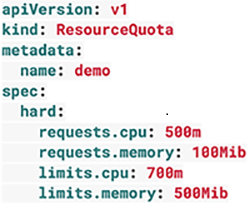 apiVersion: v1
kind: ResourceQuota
metadata:
  name: demo
spec:
  hard:
    requests.cpu: 500m
    requests.memory: 100Mib
    limits.cpu: 700m
    limits.memory: 500Mib